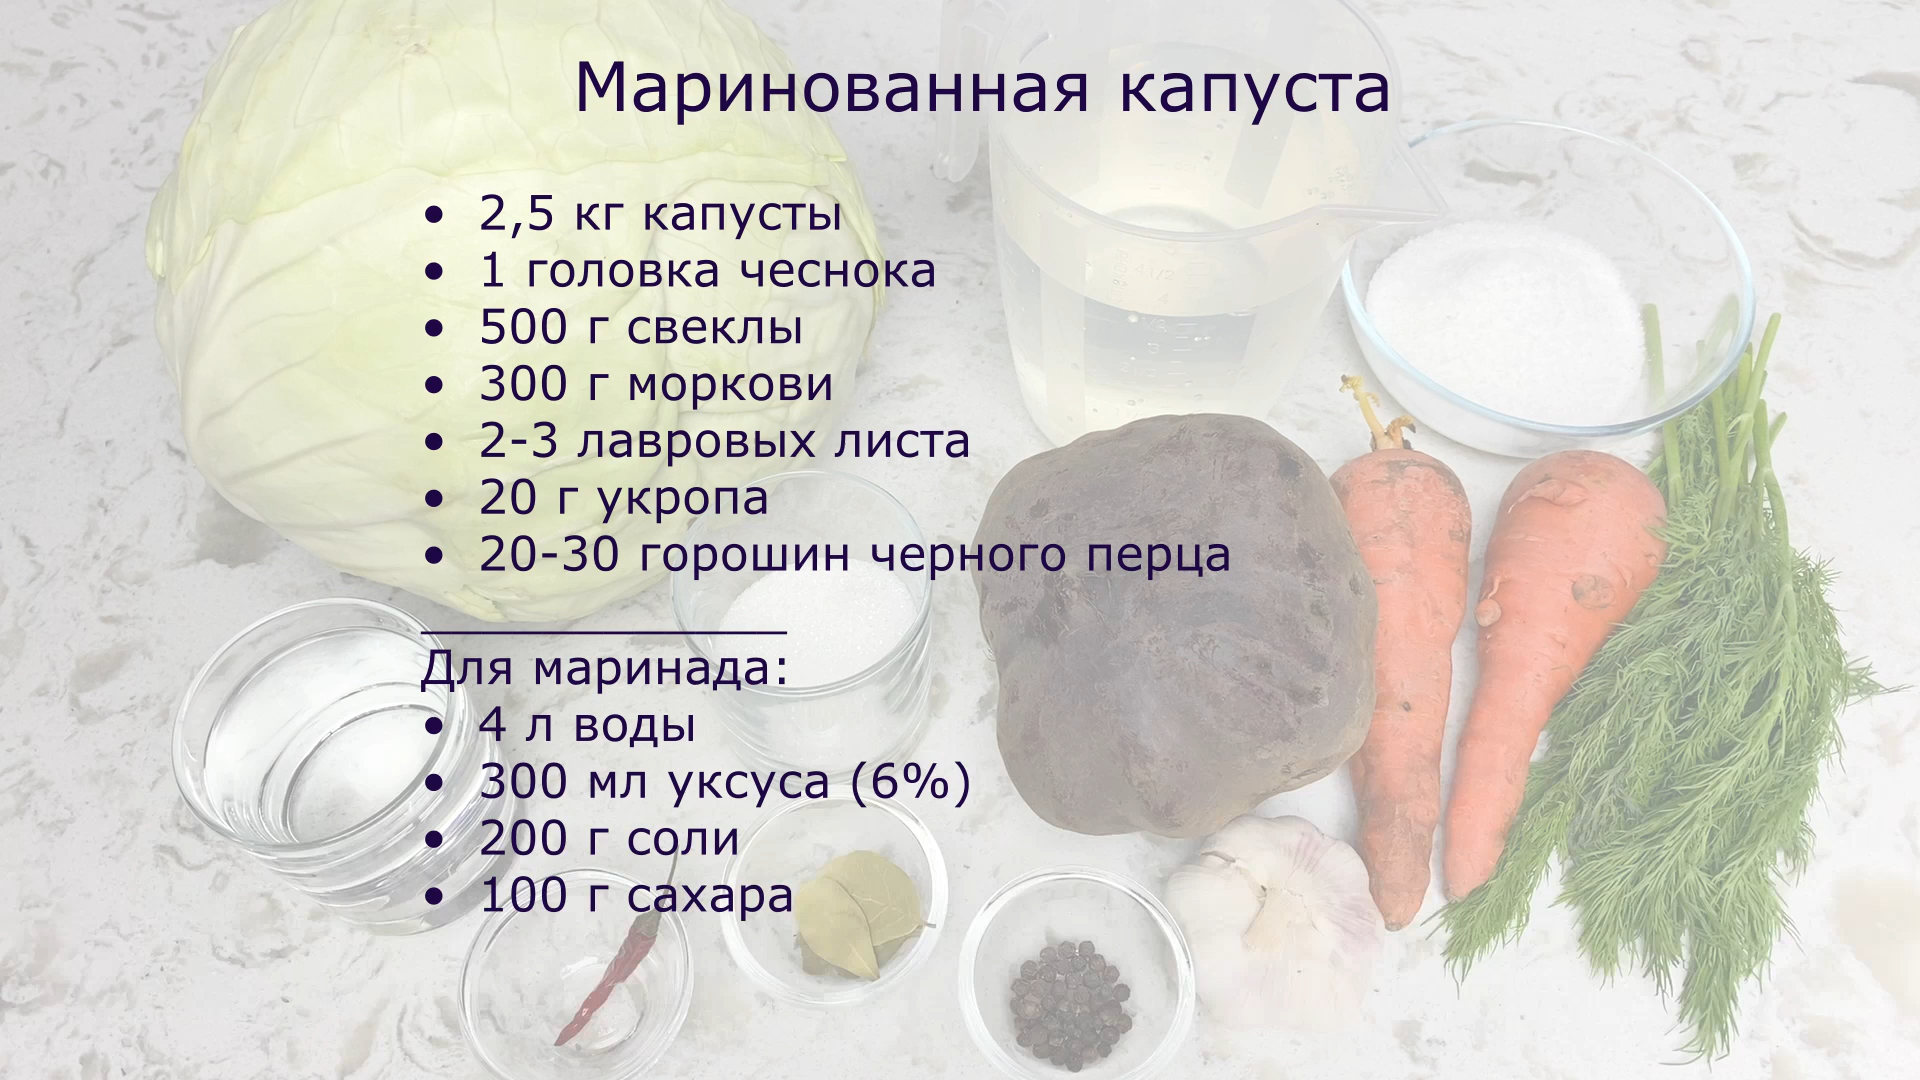 Маринованная капуста
• 2,5 кг капусты
• 1 головка чеснока
• 500 г свеклы
• 300 г моркови
• 2-3 лавровых листа
• 20 г укропа
• 20-30 горошин черного перца
_______________
Для маринада:
• 4 л воды
• 300 мл уксуса (6%)
• 200 г соли
• 100 г сахара